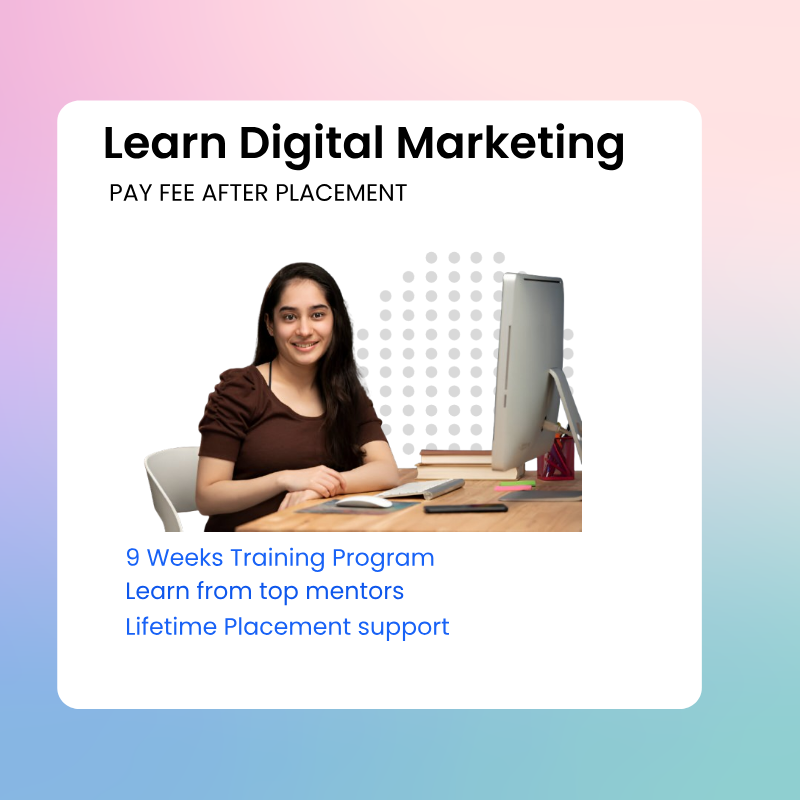 Learn Digital Marketing
PAY FEE AFTER PLACEMENT
9 Weeks Training Program
Learn from top mentors
Lifetime Placement support